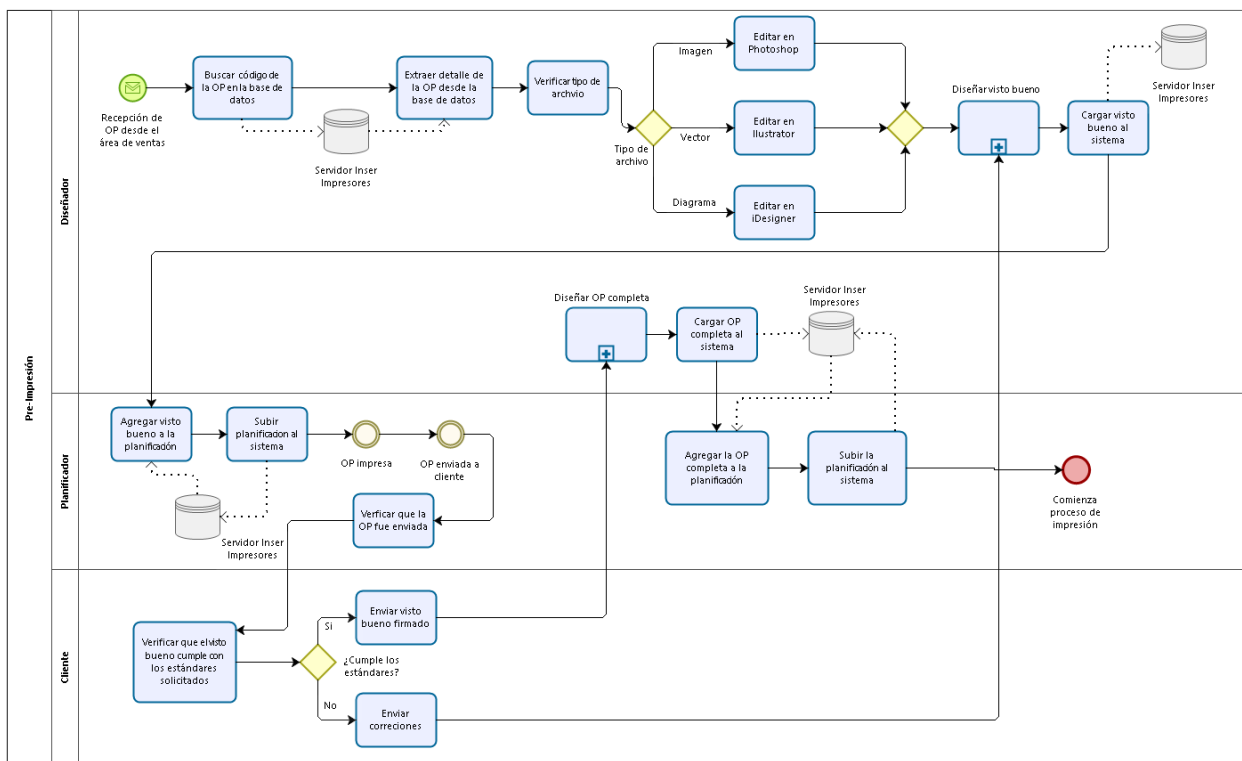 Pre-Impresión
Diseñador
Recepción de
OP desde el
área de ventas
Buscar código de
la OP en la base de
datos
Servidor Inser
Impresores
Extraer detalle de
la OP desde la
base de datos
Verificar tipo de
archvio
Tipo de
archivo
Imagen
Vector
Diagrama
Editar en
Photoshop
Editar en
Ilustrator
Editar en
iDesigner
Diseñar visto bueno
Cargar visto
bueno al
sistema
Servidor Inser
Impresores
Diseñar OP completa
Cargar OP
completa al
sistema
Servidor Inser
Impresores
Planificador
Agregar visto
bueno a la
planificación
Subir
planificacion al
sistema
OP impresa
OP enviada a
cliente
Servidor Inser
Impresores
Verficar que la
OP fue enviada
Agregar la OP
completa a la
planificación
Subir la
planificación al
sistema
Comienza
proceso de
impresión
Cliente
Verificar que el visto
bueno cumple con
los estándares
solicitados
¿Cumple los
estándares?
Si
No
Enviar visto
bueno firmado
Enviar
correciones